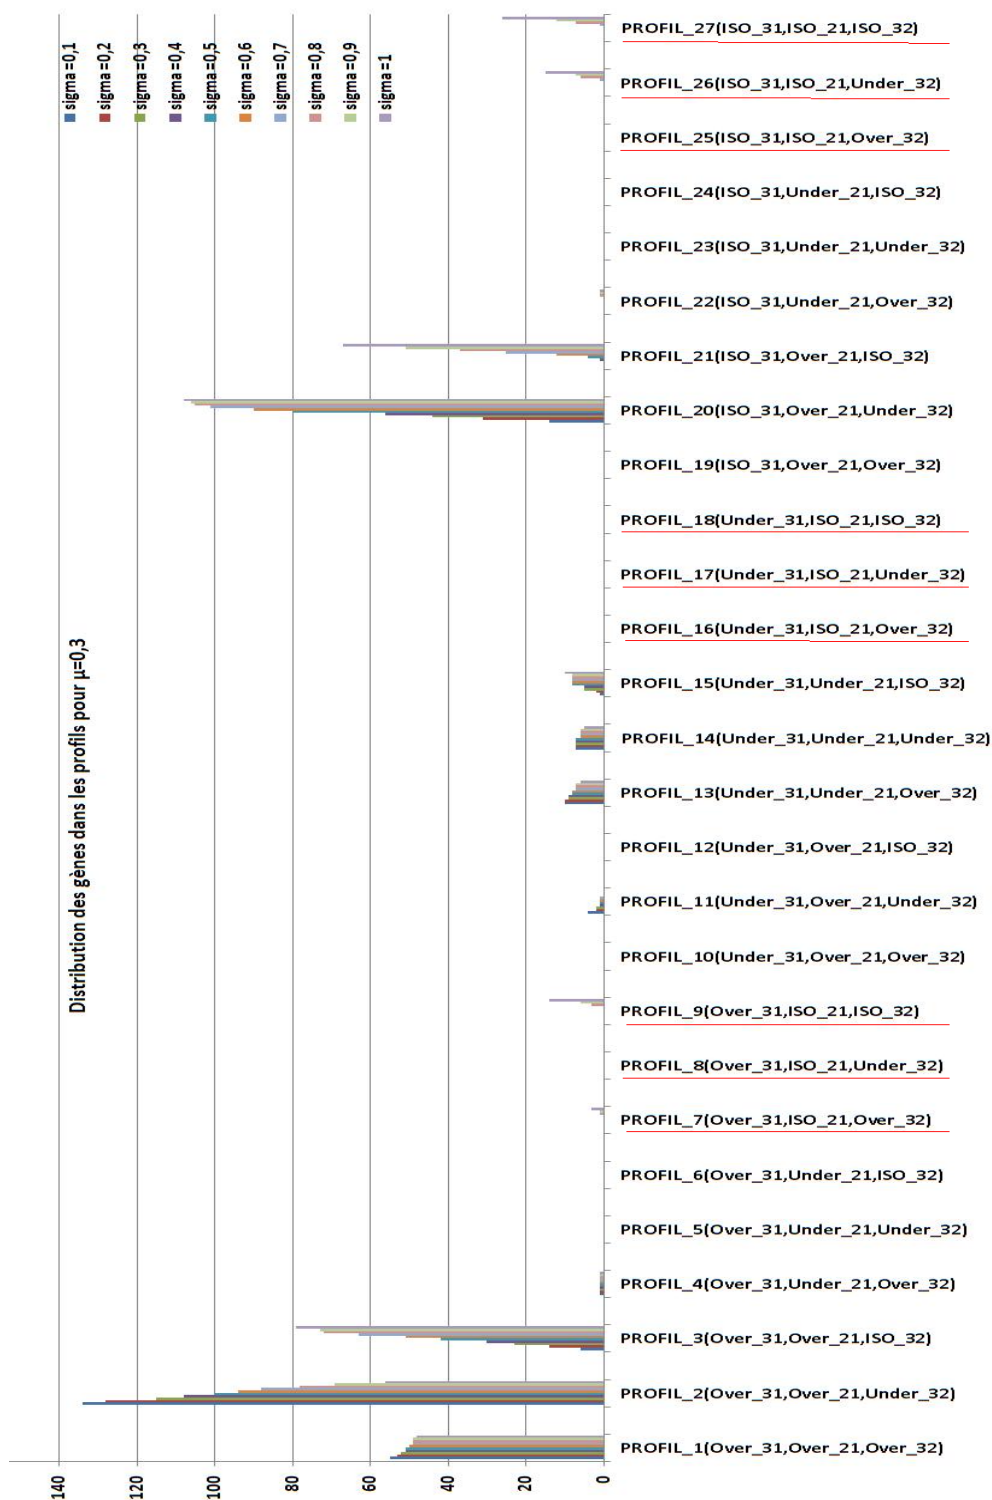 Distribution des gènes dans les profils pour µ=0,3
sigma=0,1
sigma=0,2
sigma=0,3
sigma=0,4
sigma=0,5
sigma=0,6
sigma=0,7
sigma=0,8
sigma=0,9
sigma=1
140
120
100
80
60
40
20
0
PROFIL_1(Over_31,Over_21,Over_32)
PROFIL_2(Over_31,Over_21,Under_32)
PROFIL_3(Over_31,Over_21,ISO_32)
PROFIL_4(Over_31,Under_21,Over_32)
PROFIL_5(Over_31,Under_21,Under_32)
PROFIL_6(Over_31,Under_21,ISO_32)
PROFIL_7(Over_31,ISO_21,Over_32)
PROFIL_8(Over_31,ISO_21,Under_32)
PROFIL_9(Over_31,ISO_21,ISO_32)
PROFIL_10(Under_31,Over_21,Over_32)
PROFIL_11(Under_31,Over_21,Under_32)
PROFIL_12(Under_31,Over_21,ISO_32)
PROFIL_13(Under_31,Under_21,Over_32)
PROFIL_14(Under_31,Under_21,Under_32)
PROFIL_15(Under_31,Under_21,ISO_32)
PROFIL_16(Under_31,ISO_21,Over_32)
PROFIL_17(Under_31,ISO_21,Under_32)
PROFIL_18(Under_31,ISO_21,ISO_32)
PROFIL_19(ISO_31,Over_21,Over_32)
PROFIL_20(ISO_31,Over_21,Under_32)
PROFIL_21(ISO_31,Over_21,ISO_32)
PROFIL_22(ISO_31,Under_21,Over_32)
PROFIL_23(ISO_31,Under_21,Under_32)
PROFIL_24(ISO_31,Under_21,ISO_32)
PROFIL_25(ISO_31,ISO_21,Over_32)
PROFIL_26(ISO_31,ISO_21,Under_32)
PROFIL_27(ISO_31,ISO_21,ISO_32)